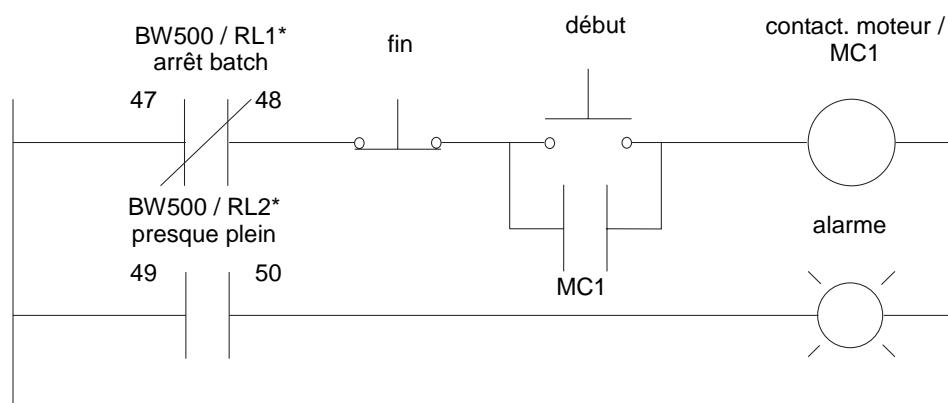 BW500 / RL1*
arrêt batch
47
48
fin
début
contact. moteur /
MC1
BW500 / RL2*
presque plein
49
50
MC1
alarme